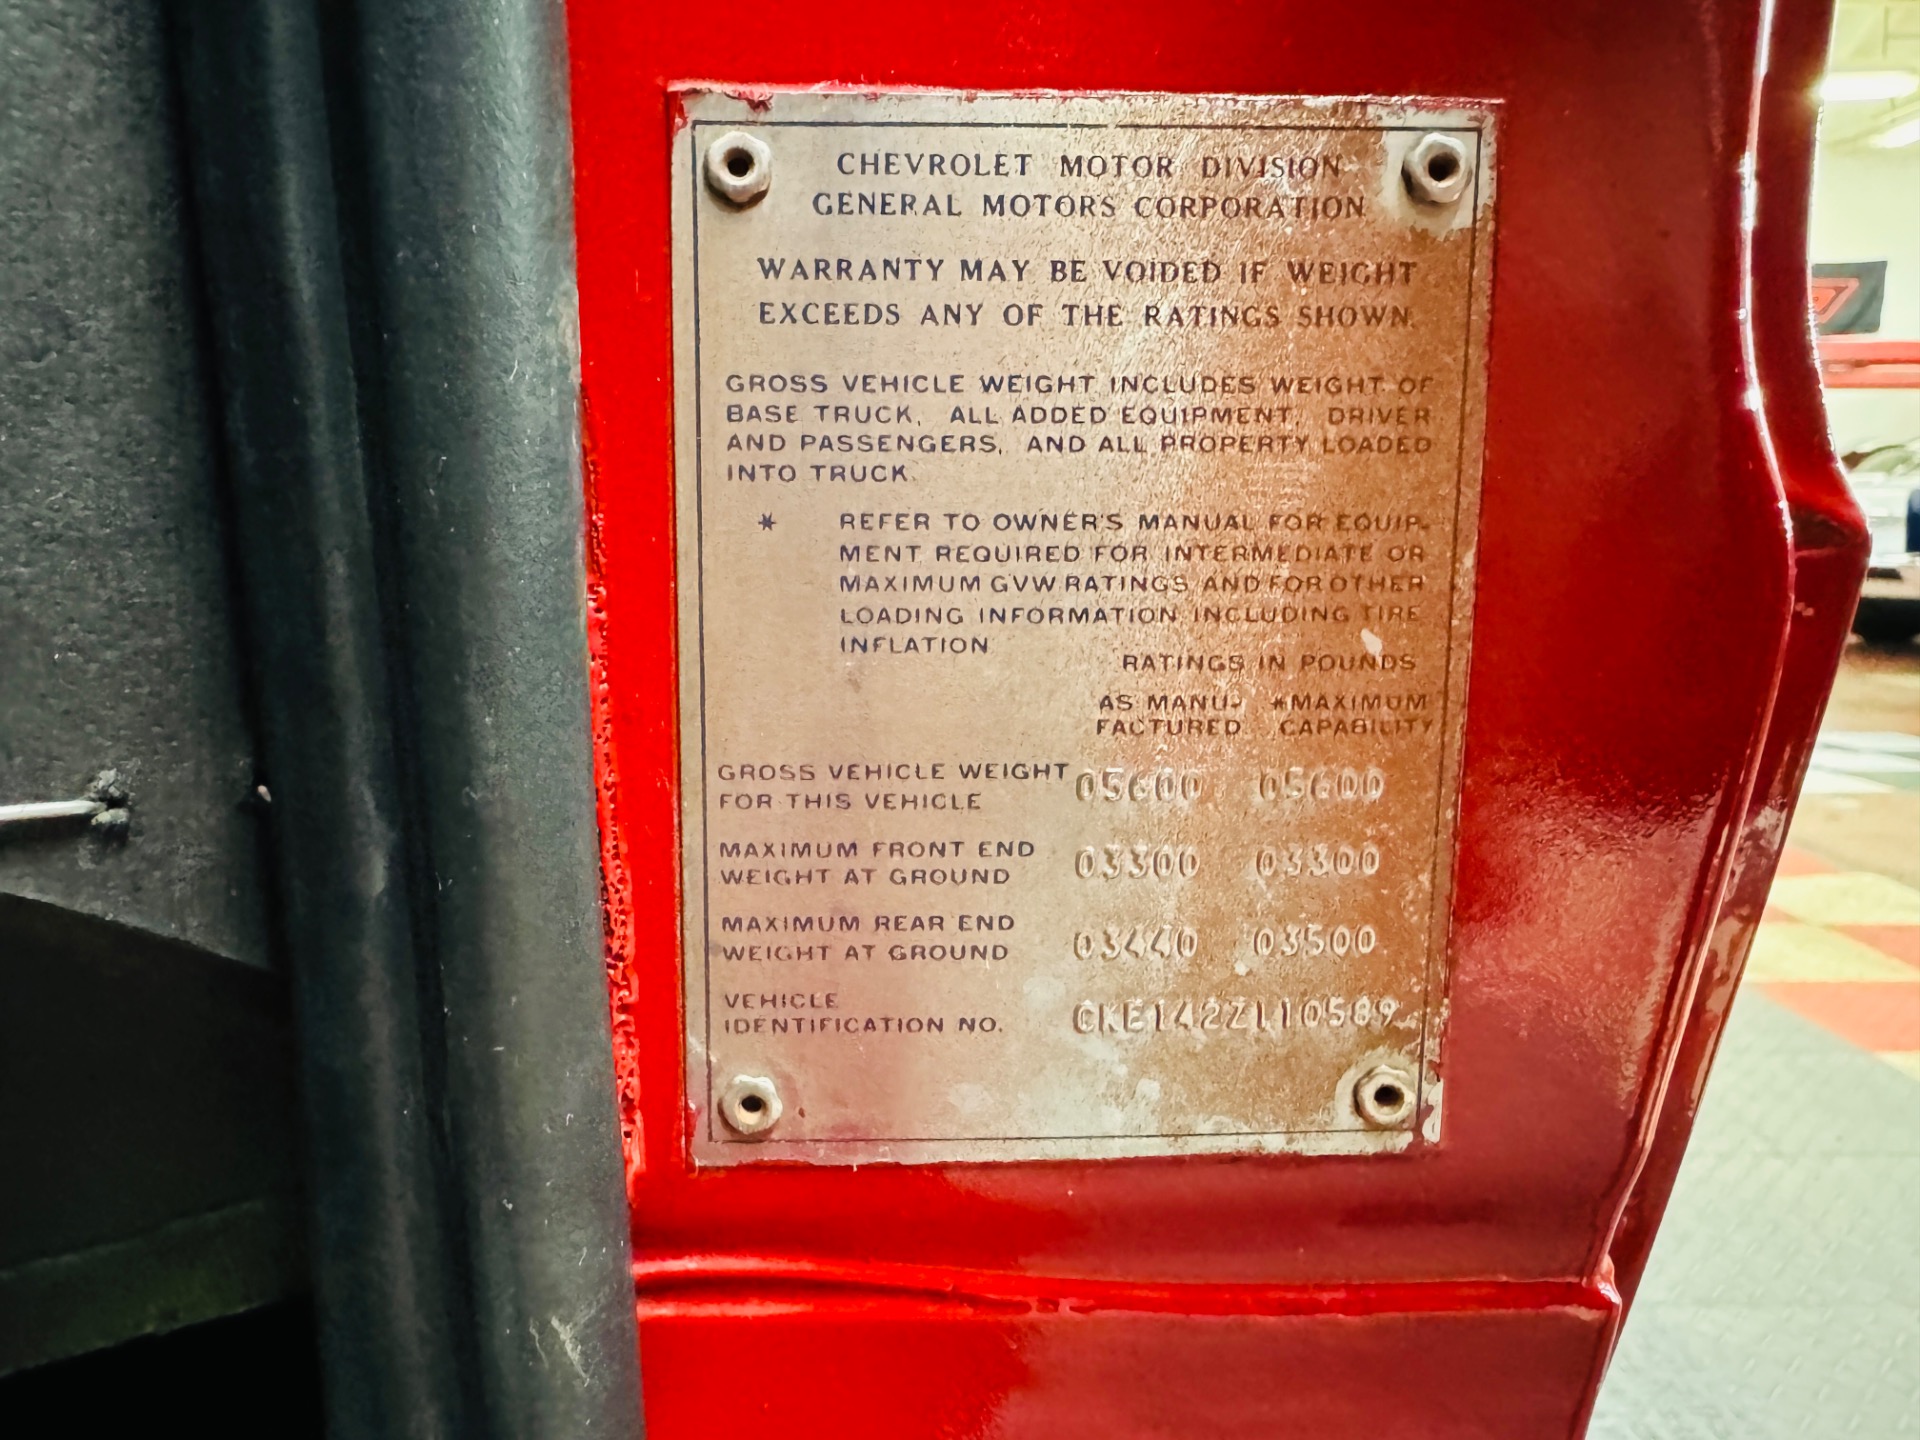 CHEVROLET MOTOR DIVISION
GENERAL MOTORS CORPORATION
WARRANTY MAY BE VOIDED IF WEIGHT
EXCEEDS ANY OF THE RATINGS SHOWN.
GROSS VEHICLE WEIGHT INCLUDES WEIGHT OF
BASE TRUCK, ALL ADDED EQUIPMENT, DRIVER
AND PASSENGERS, AND ALL PROPERTY LOADED
INTO TRUCK.
* REFER TO OWNER'S MANUAL FOR EQUIP-
MENT REQUIRED FOR INTERMEDIATE OR
MAXIMUM GVW RATINGS AND FOR OTHER
LOADING INFORMATION INCLUDING TIRE
INFLATION
RATINGS IN POUNDS
AS MANU- *MAXIMUM
FACTURED CAPABILITY
GROSS VEHICLE WEIGHT
FOR THIS VEHICLE 05600 05600
MAXIMUM FRONT END
WEIGHT AT GROUND 03300 03300
MAXIMUM REAR END
WEIGHT AT GROUND 03440 03500
VEHICLE
IDENTIFICATION NO. CKE142Z110589